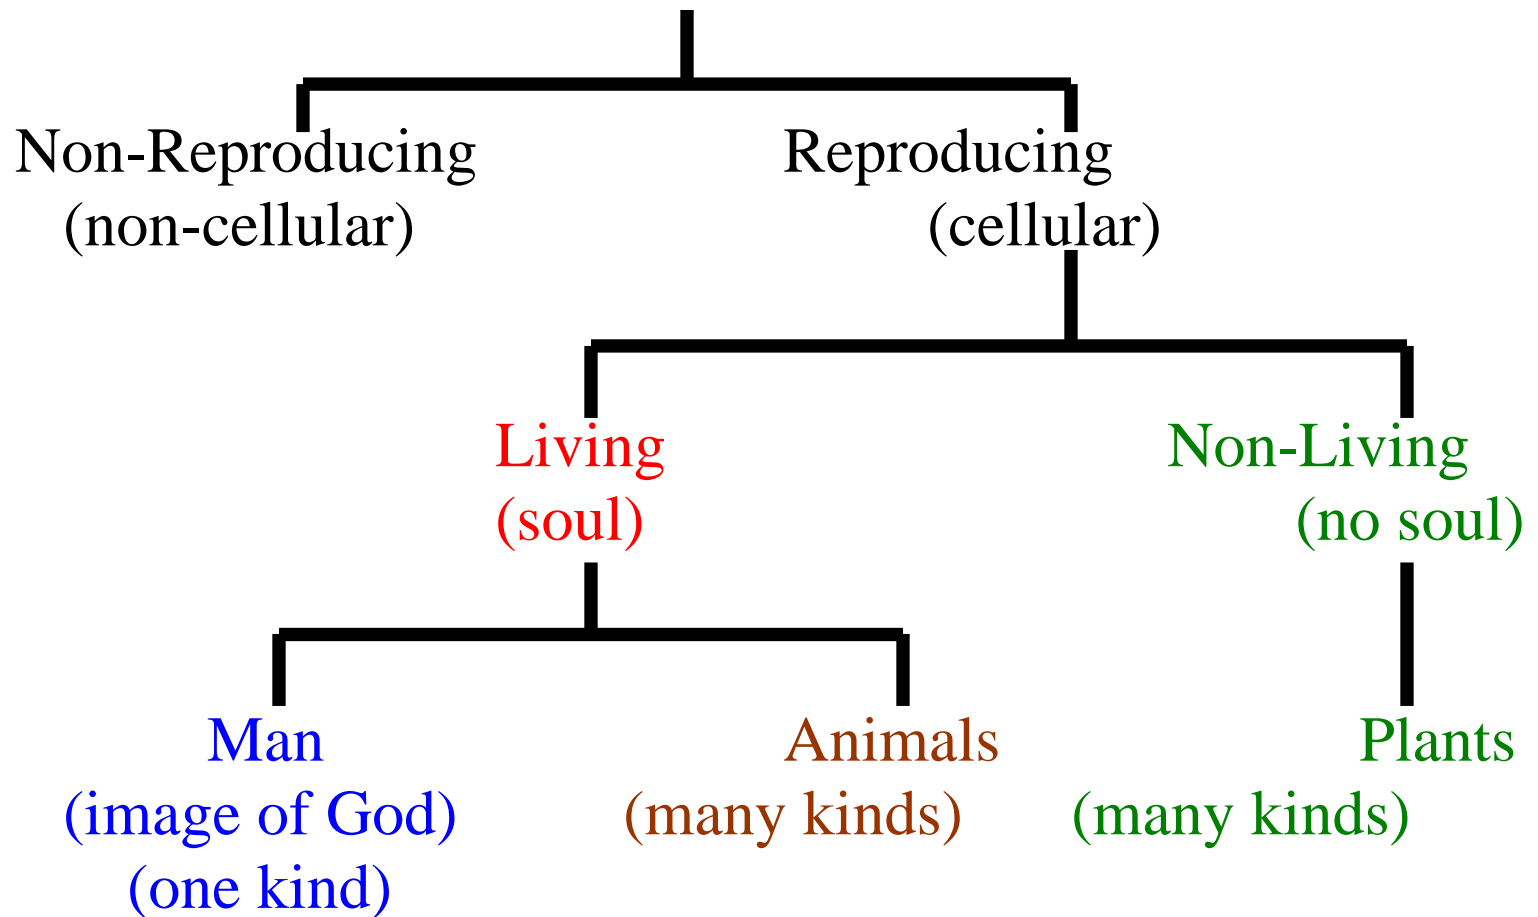 Non-Reproducing Reproducing
(non-cellular) (cellular)
Living Non-Living
(soul) (no soul)
Man Animals Plants
(image of God) (many kinds) (many kinds)
(one kind)